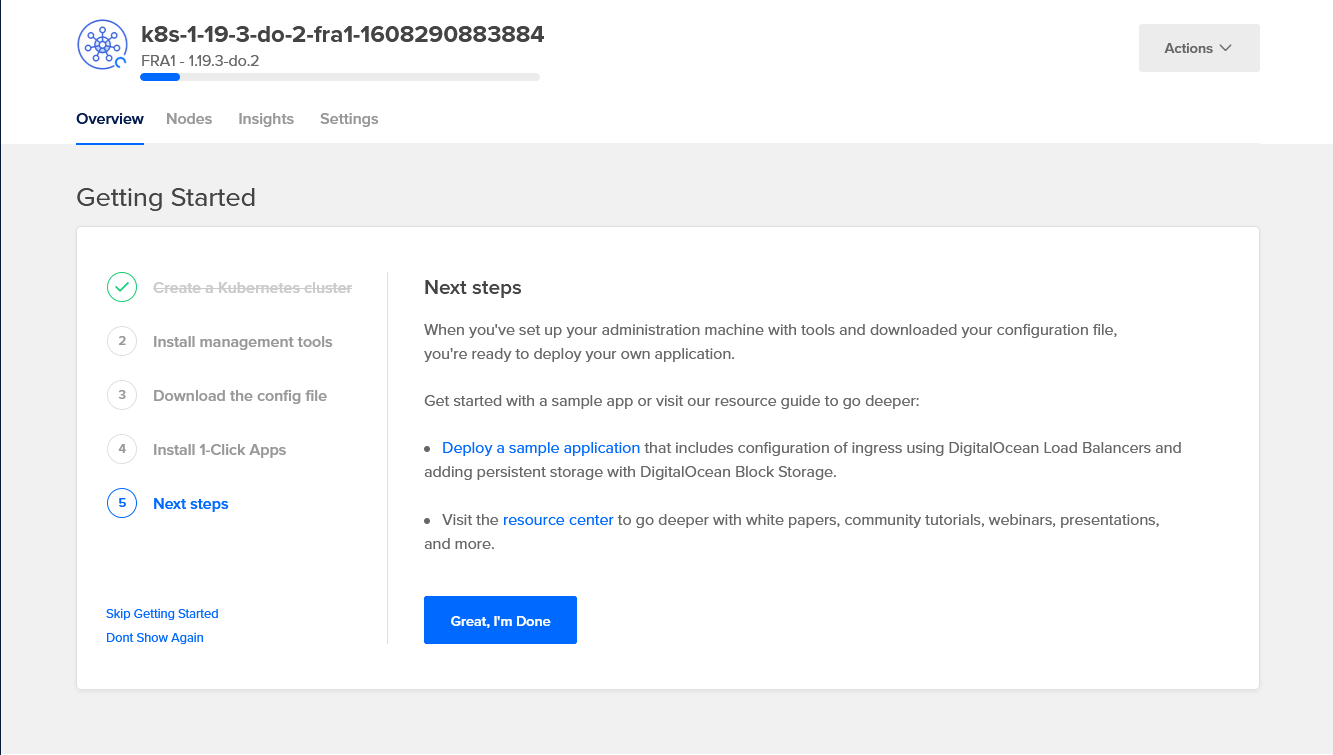 k8s-1-19-3-do-2-fra1-1608290883884
FRA1 - 1.19.3-do.2
Actions
Overview Nodes Insights Settings
Getting Started
Create a Kubernetes cluster
2 Install management tools
3 Download the config file
4 Install 1-Click Apps
5 Next steps
Skip Getting Started
Dont Show Again
Next steps
When you've set up your administration machine with tools and downloaded your configuration file,
you're ready to deploy your own application.
Get started with a sample app or visit our resource guide to go deeper:
• Deploy a sample application that includes configuration of ingress using DigitalOcean Load Balancers and
adding persistent storage with DigitalOcean Block Storage.
• Visit the resource center to go deeper with white papers, community tutorials, webinars, presentations,
and more.
Great, I'm Done